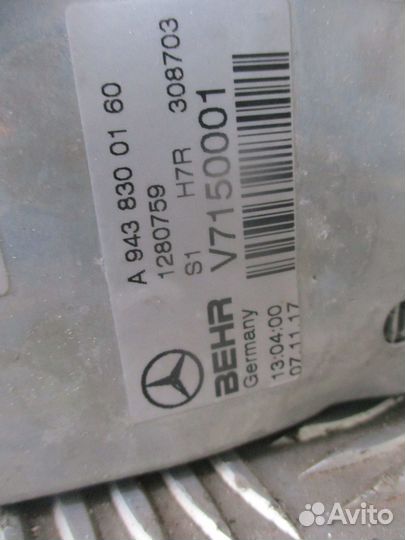 A 943 830 01 60
1280759
S1 H7R 308703
BEHR V7150001
Germany
13:04:00
07.11.17
Avito